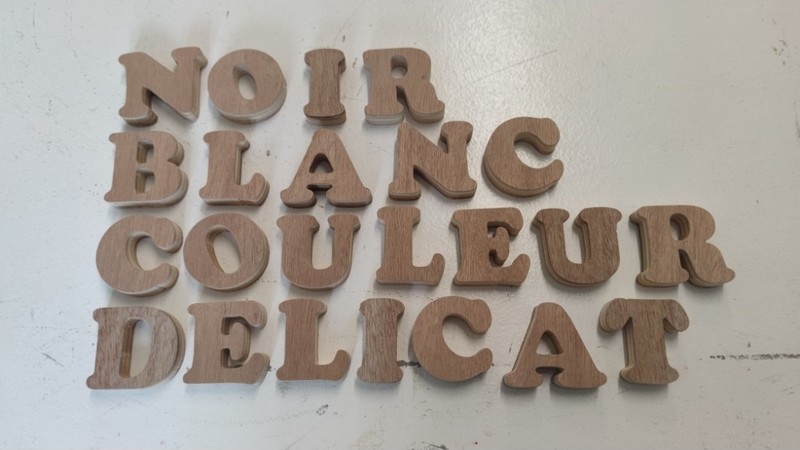 NOIR
BLANC
COULEUR
DELICAT